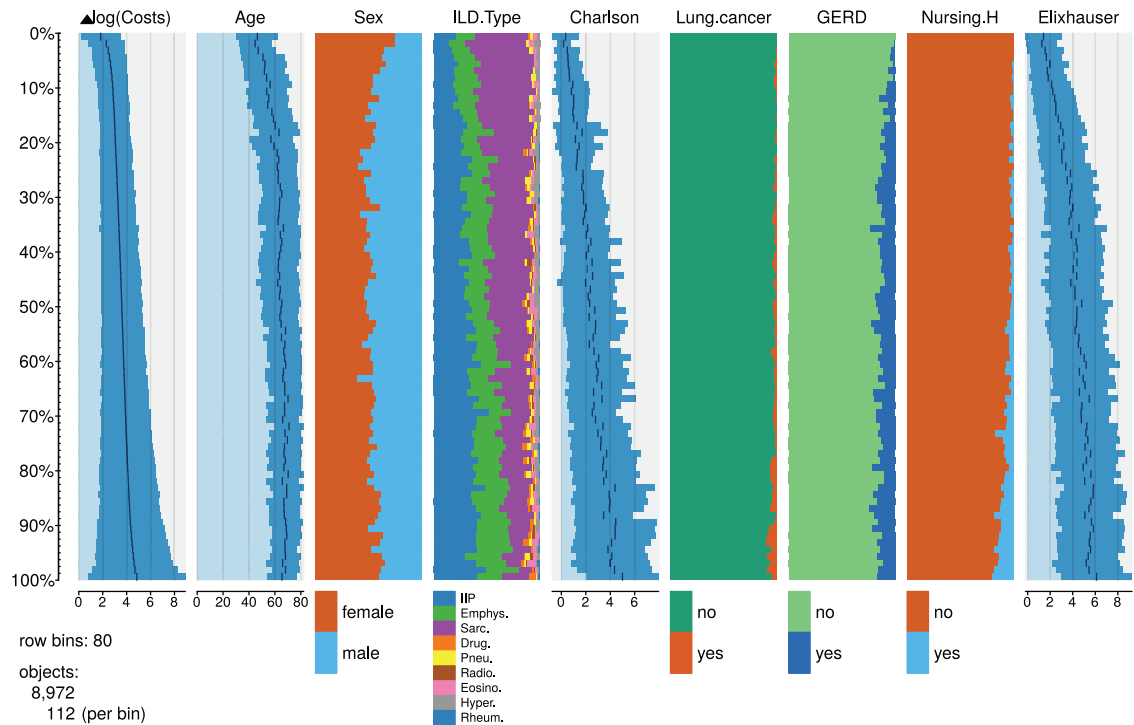 ▲log(Costs) Age Sex ILD.Type Charlson Lung.cancer GERD Nursing.H Elixhauser
0%
10%
20%
30%
40%
50%
60%
70%
80%
90%
100%
0 2 4 6 8 0 20 40 60 80 0 2 4 6 0 2 4 6 8
female
male
IIP
Emphys.
Sarc.
Drug.
Pneu.
Radio.
Eosino.
Hyper.
Rheum.
no
yes
no
yes
no
yes
row bins: 80
objects:
8,972
112 (per bin)